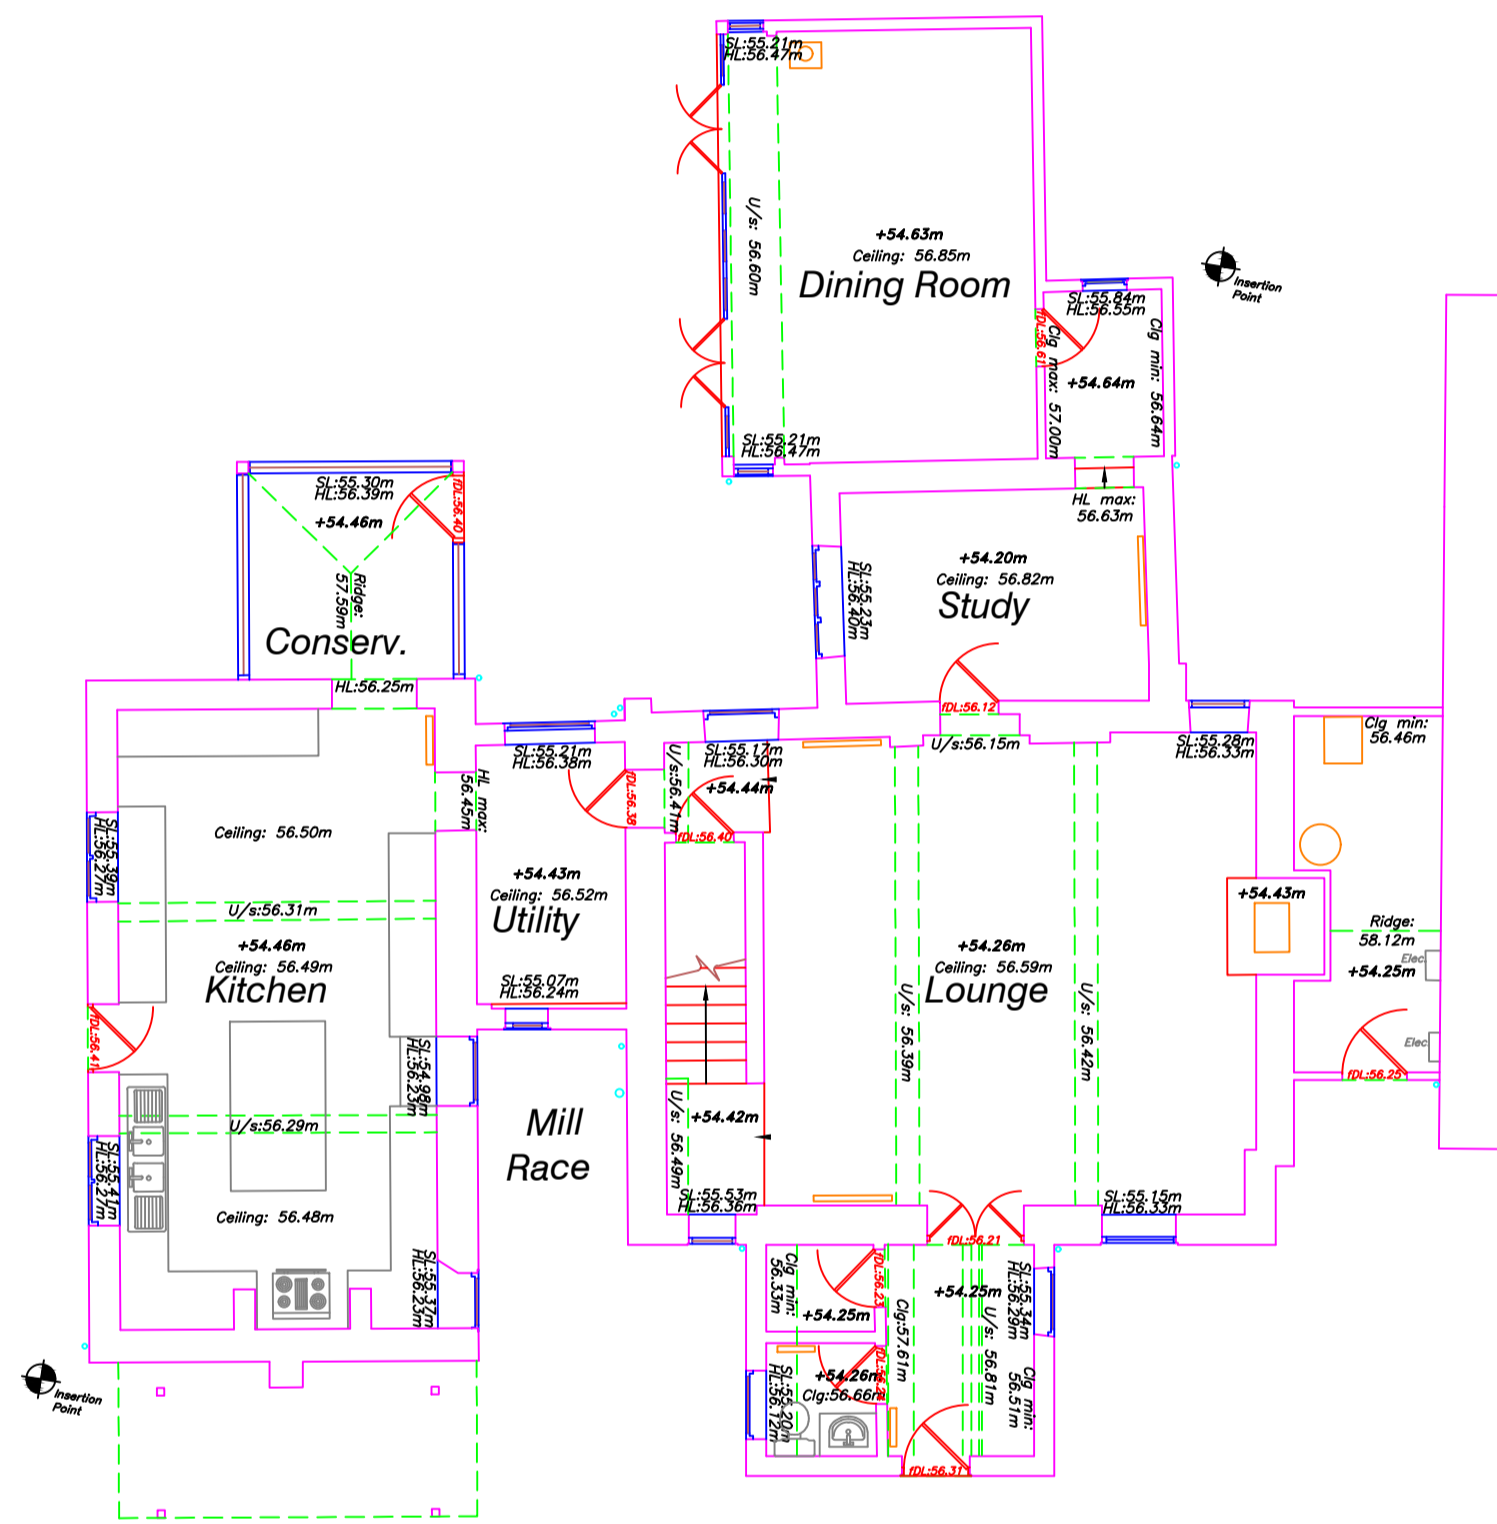 SL:55.21m
HL:56.47m
U/s: 56.60m
+54.63m
Ceiling: 56.85m
Dining Room
SL:55.21m
HL:56.47m
Insertion
Point
SL:55.84m
HL:56.55m
fDL:56.61
Clg max: 57.00m
+54.64m
Clg min: 56.64m
HL max:
56.63m
SL:55.30m
HL:56.39m
+54.46m
fDL:56.40
Ridge:
57.59m
Conserv.
HL:56.25m
SL:55.23m
HL:56.40m
+54.20m
Ceiling: 56.82m
Study
fDL:56.12
U/s:56.15m
SL:55.21m
HL:56.38m
fDL:56.38
U/s:56.41m
SL:55.17m
HL:56.30m
+54.44m
fDL:56.40
SL:55.28m
HL:56.33m
Clg min:
56.46m
HL max:
56.45m
Ceiling: 56.50m
SL:55.39m
HL:56.27m
U/s:56.31m
+54.46m
Ceiling: 56.49m
Kitchen
+54.43m
Ceiling: 56.52m
Utility
SL:55.07m
HL:56.24m
+54.26m
Ceiling: 56.59m
Lounge
U/s: 56.39m
U/s: 56.42m
+54.43m
Ridge:
58.12m
Elec.
+54.25m
Elec.
fDL:56.25
fDL:56.41
SL:54.98m
HL:56.23m
U/s:56.29m
SL:55.41m
HL:56.27m
Mill
Race
U/s: 56.49m
+54.42m
SL:55.53m
HL:56.36m
SL:55.15m
HL:56.33m
fDL:56.21
Ceiling: 56.48m
SL:55.37m
HL:56.23m
Clg min:
56.33m
fDL:56.23
+54.25m
Clg:57.61m
+54.25m
U/s: 56.81m
SL:55.34m
HL:56.29m
Clg min:
56.51m
SL:55.20m
HL:56.12m
+54.26m
Clg:56.66m
fDL:56.31
Insertion
Point